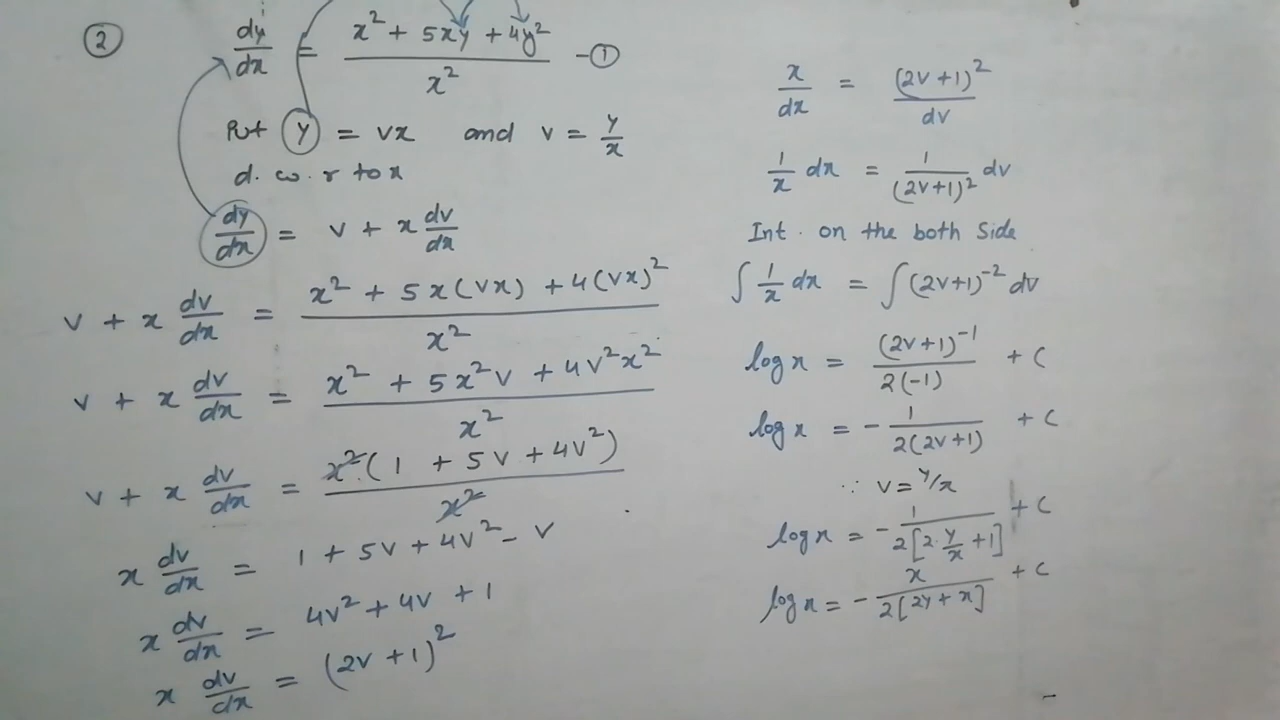 ② dy/dx = (x² + 5xy + 4y²)/x² - ①
Put y = vx and v = y/x
d. w. r to x
dy/dx = v + x dv/dx
v + x dv/dx = (x² + 5x(vx) + 4(vx)²)/x²
v + x dv/dx = (x² + 5x²v + 4v²x²)/x²
v + x dv/dx = x²(1 + 5v + 4v²)/x²
x dv/dx = 1 + 5v + 4v² - v
x dv/dx = 4v² + 4v + 1
x dv/dx = (2v + 1)²
x/dx = (2v + 1)²/dv
1/x dx = 1/(2v+1)² dv
Int. on the both side
∫ 1/x dx = ∫ (2v+1)⁻² dv
log x = (2v+1)⁻¹/2(-1) + C
log x = - 1/2(2v+1) + C
∵ v = y/x
log x = - 1/2[2·y/x + 1] + C
log x = - x/2[2y + x] + C